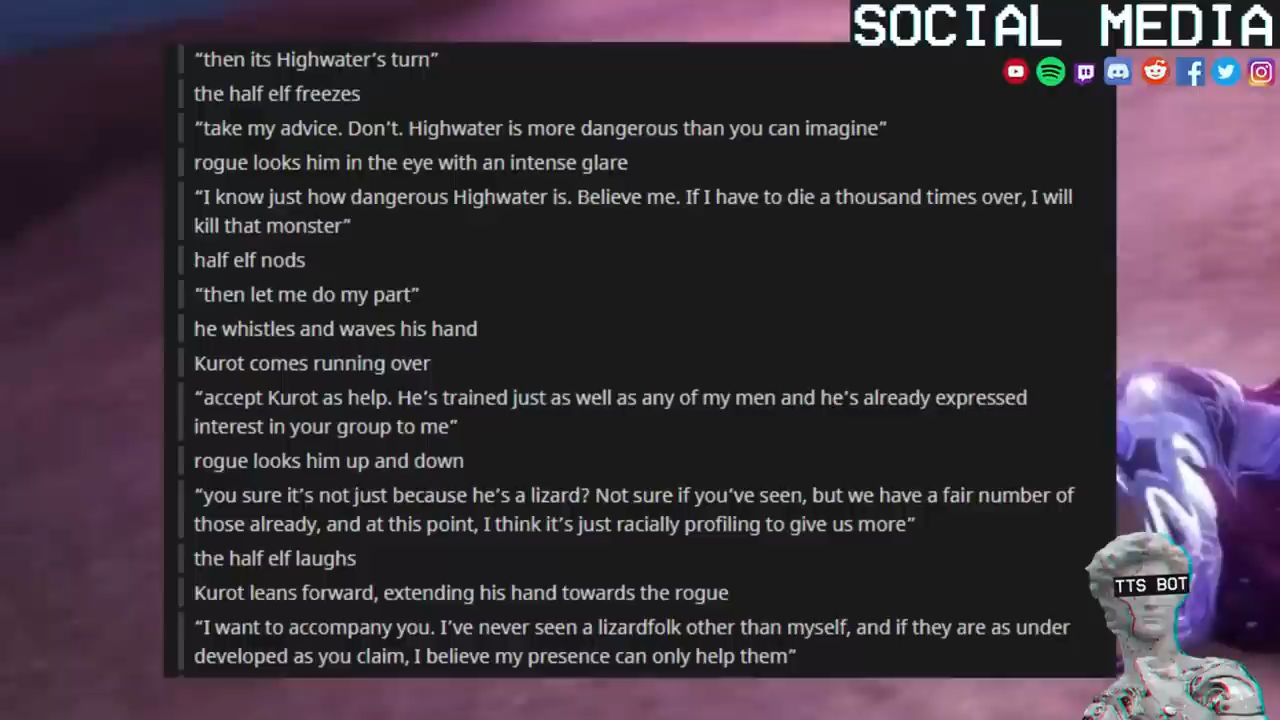 SOCIAL MEDIA
“then its Highwater’s turn”
the half elf freezes
“take my advice. Don’t. Highwater is more dangerous than you can imagine”
rogue looks him in the eye with an intense glare
“I know just how dangerous Highwater is. Believe me. If I have to die a thousand times over, I will
kill that monster”
half elf nods
“then let me do my part”
he whistles and waves his hand
Kurot comes running over
“accept Kurot as help. He’s trained just as well as any of my men and he’s already expressed
interest in your group to me”
rogue looks him up and down
“you sure it’s not just because he’s a lizard? Not sure if you’ve seen, but we have a fair number of
those already, and at this point, I think it’s just racially profiling to give us more”
the half elf laughs
Kurot leans forward, extending his hand towards the rogue
“I want to accompany you. I’ve never seen a lizardfolk other than myself, and if they are as under
developed as you claim, I believe my presence can only help them”
TTS BOT